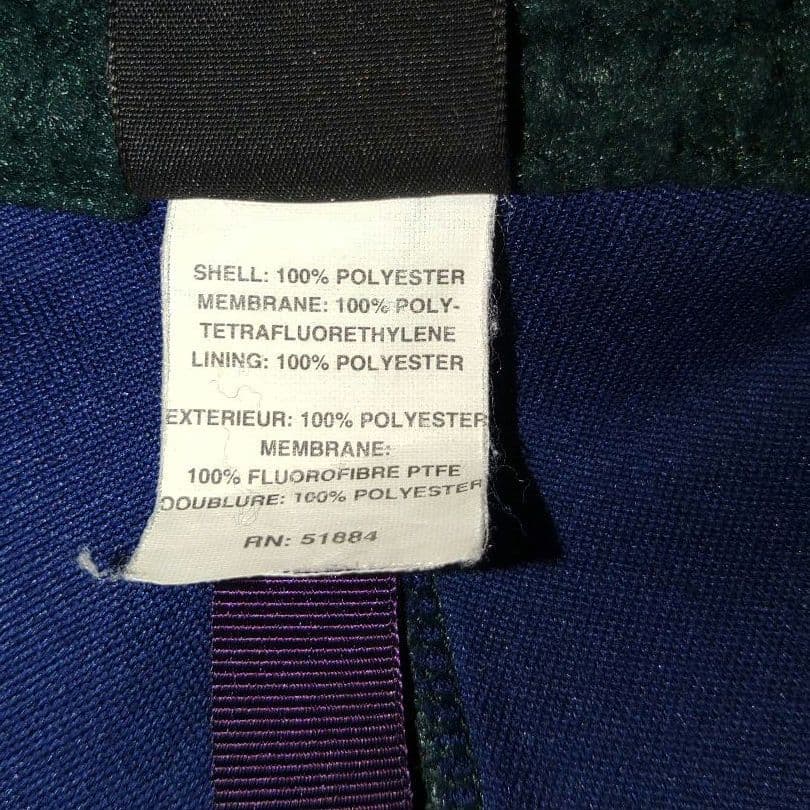 SHELL: 100% POLYESTER
MEMBRANE: 100% POLY-
TETRAFLUORETHYLENE
LINING: 100% POLYESTER
EXTERIEUR: 100% POLYESTER
MEMBRANE:
100% FLUOROFIBRE PTFE
DOUBLURE: 100% POLYESTER
RN: 51884